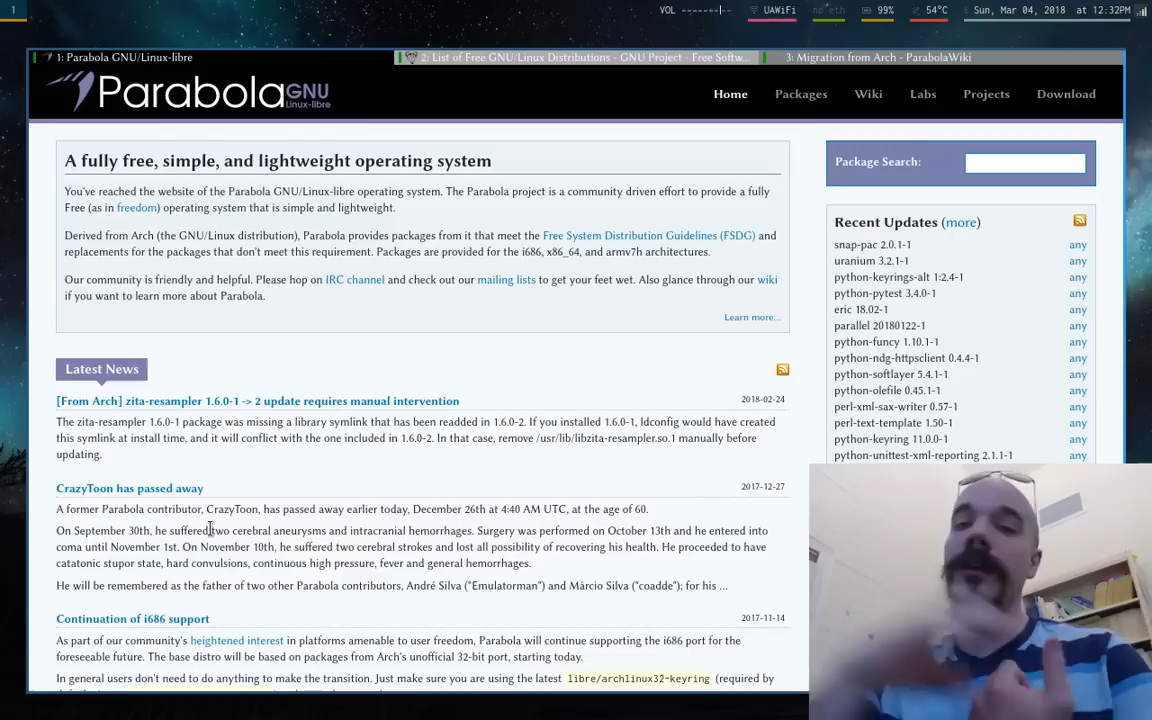 1
VOL
UAWiFi
no eth
99%
54°C
Sun, Mar 04, 2018 at 12:32PM
1: Parabola GNU/Linux-libre
2: List of Free GNU/Linux Distributions - GNU Project - Free Softw...
3: Migration from Arch - ParabolaWiki
Parabola GNU Linux-libre
Home Packages Wiki Labs Projects Download
A fully free, simple, and lightweight operating system
You've reached the website of the Parabola GNU/Linux-libre operating system. The Parabola project is a community driven effort to provide a fully
Free (as in freedom) operating system that is simple and lightweight.
Derived from Arch (the GNU/Linux distribution), Parabola provides packages from it that meet the Free System Distribution Guidelines (FSDG) and
replacements for the packages that don't meet this requirement. Packages are provided for the i686, x86_64, and armv7h architectures.
Our community is friendly and helpful. Please hop on IRC channel and check out our mailing lists to get your feet wet. Also glance through our wiki
if you want to learn more about Parabola.
Learn more...
Latest News
[From Arch] zita-resampler 1.6.0-1 -> 2 update requires manual intervention 2018-02-24
The zita-resampler 1.6.0-1 package was missing a library symlink that has been readded in 1.6.0-2. If you installed 1.6.0-1, ldconfig would have created
this symlink at install time, and it will conflict with the one included in 1.6.0-2. In that case, remove /usr/lib/libzita-resampler.so.1 manually before
updating.
CrazyToon has passed away 2017-12-27
A former Parabola contributor, CrazyToon, has passed away earlier today, December 26th at 4:40 AM UTC, at the age of 60.
On September 30th, he suffered two cerebral aneurysms and intracranial hemorrhages. Surgery was performed on October 13th and he entered into
coma until November 1st. On November 10th, he suffered two cerebral strokes and lost all possibility of recovering his health. He proceeded to have
catatonic stupor state, hard convulsions, continuous high pressure, fever and general hemorrhages.
He will be remembered as the father of two other Parabola contributors, André Silva ("Emulatorman") and Márcio Silva ("coadde"); for his ...
Continuation of i686 support 2017-11-14
As part of our community's heightened interest in platforms amenable to user freedom, Parabola will continue supporting the i686 port for the
foreseeable future. The base distro will be based on packages from Arch's unofficial 32-bit port, starting today.
In general users don't need to do anything to make the transition. Just make sure you are using the latest libre/archlinux32-keyring (required by
Package Search:
Recent Updates (more)
snap-pac 2.0.1-1 any
uranium 3.2.1-1 any
python-keyrings-alt 1:2.4-1 any
python-pytest 3.4.0-1 any
eric 18.02-1 any
parallel 20180122-1 any
python-funcy 1.10.1-1 any
python-ndg-httpsclient 0.4.4-1 any
python-softlayer 5.4.1-1 any
python-olefile 0.45.1-1 any
perl-xml-sax-writer 0.57-1 any
perl-text-template 1.50-1 any
python-keyring 11.0.0-1 any
python-unittest-xml-reporting 2.1.1-1 any